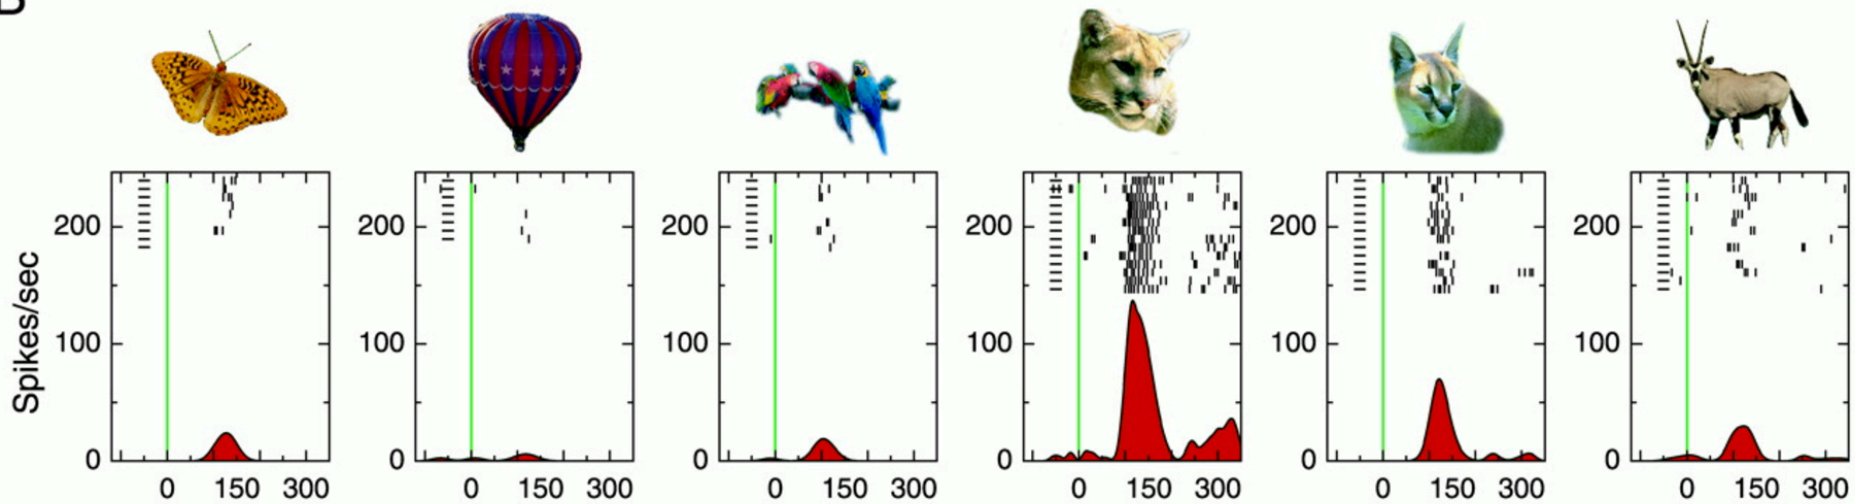 B
Spikes/sec
200 200 200 200 200 200
100 100 100 100 100 100
0 0 0 0 0 0
0 150 300 0 150 300 0 150 300 0 150 300 0 150 300 0 150 300